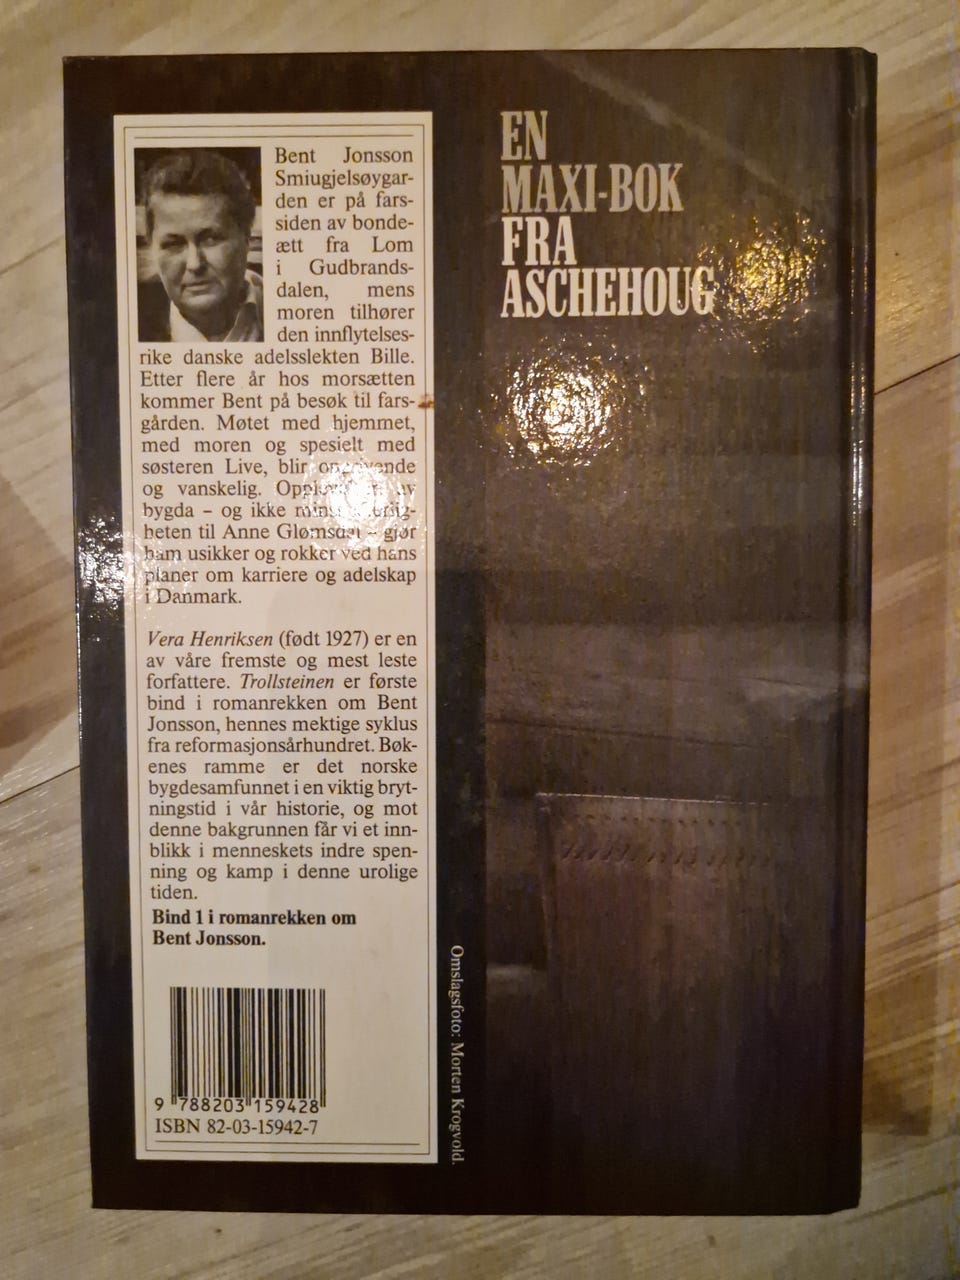 Bent Jonsson
Smiugjelsøygar-
den er på fars-
siden av bonde-
ætt fra Lom
i Gudbrands-
dalen, mens
moren tilhører
den innflytelses-
rike danske adelsslekten Bille.
Etter flere år hos morsætten
kommer Bent på besøk til fars-
gården. Møtet med hjemmet,
med moren og spesielt med
søsteren Live, blir
og vanskelig.
bygda – og ikke
heten til Anne Glømsdal – gjør
ham usikker og rokker ved hans
planer om karriere og adelskap
i Danmark.
Vera Henriksen (født 1927) er en
av våre fremste og mest leste
forfattere. Trollsteinen er første
bind i romanrekken om Bent
Jonsson, hennes mektige syklus
fra reformasjonsårhundret. Bøk-
enes ramme er det norske
bygdesamfunnet i en viktig bryt-
ningstid i vår historie, og mot
denne bakgrunnen får vi et inn-
blikk i menneskets indre spen-
ning og kamp i denne urolige
tiden.
Bind 1 i romanrekken om
Bent Jonsson.
9 788203 159428
ISBN 82-03-15942-7
Omslagsfoto: Morten Krogvold.
EN
MAXI-BOK
FRA
ASCHEHOUG